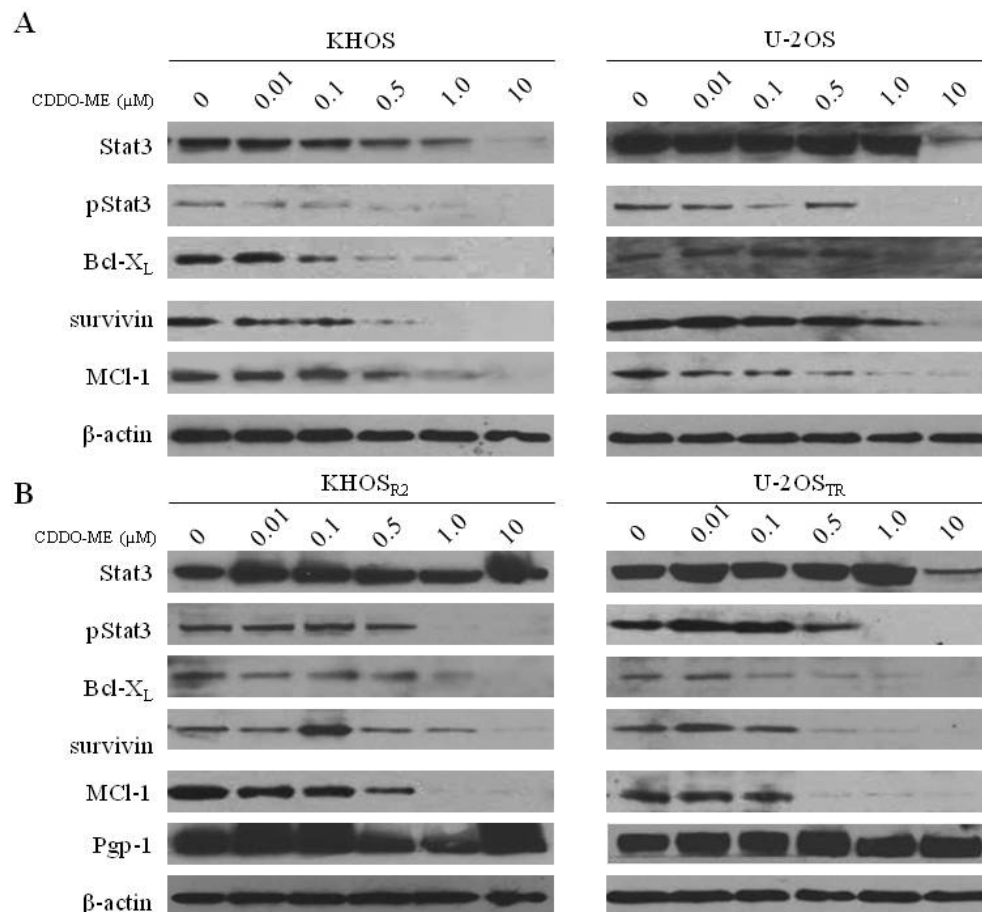 A
KHOS U-2OS
CDDO-ME (µM) 0 0.01 0.1 0.5 1.0 10 0 0.01 0.1 0.5 1.0 10
Stat3
pStat3
Bcl-XL
survivin
MCl-1
β-actin
B KHOSR2 U-2OSTR
CDDO-ME (µM) 0 0.01 0.1 0.5 1.0 10 0 0.01 0.1 0.5 1.0 10
Stat3
pStat3
Bcl-XL
survivin
MCl-1
Pgp-1
β-actin